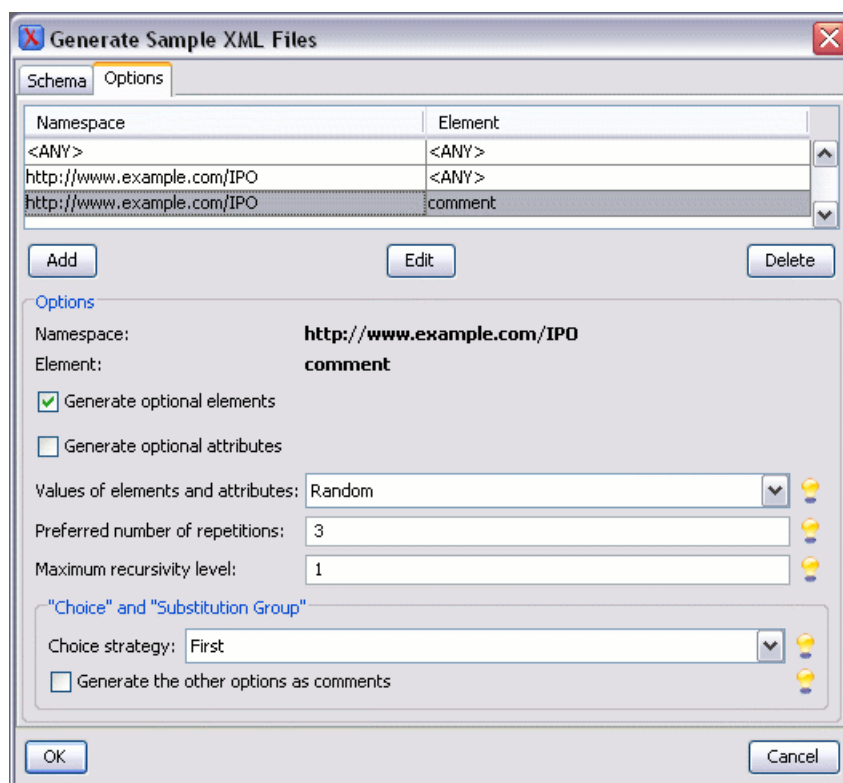 Generate Sample XML Files
Schema Options
Namespace Element
<ANY> <ANY>
http://www.example.com/IPO <ANY>
http://www.example.com/IPO comment
Add Edit Delete
Options
Namespace: http://www.example.com/IPO
Element: comment
Generate optional elements
Generate optional attributes
Values of elements and attributes: Random
Preferred number of repetitions: 3
Maximum recursivity level: 1
"Choice" and "Substitution Group"
Choice strategy: First
Generate the other options as comments
OK Cancel